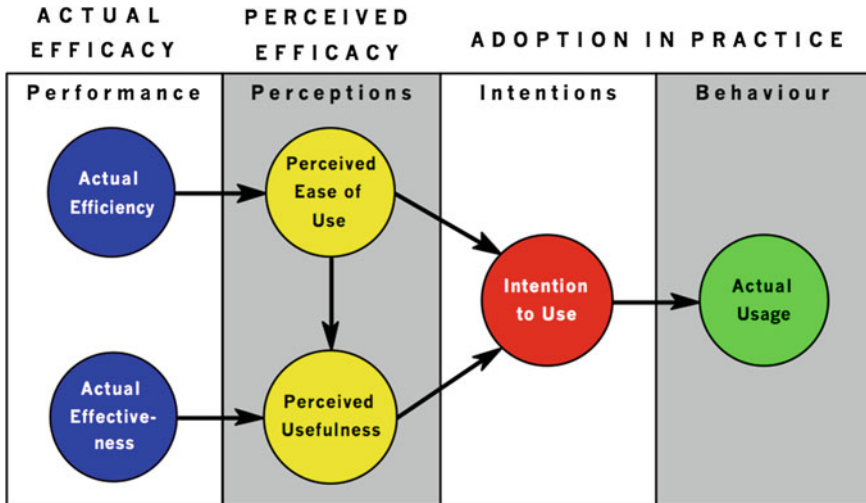 ACTUAL
EFFICACY
PERCEIVED
EFFICACY
ADOPTION IN PRACTICE
Performance
Perceptions
Intentions
Behaviour
Actual
Efficiency
Perceived
Ease of
Use
Intention
to Use
Actual
Usage
Actual
Effective-
ness
Perceived
Usefulness